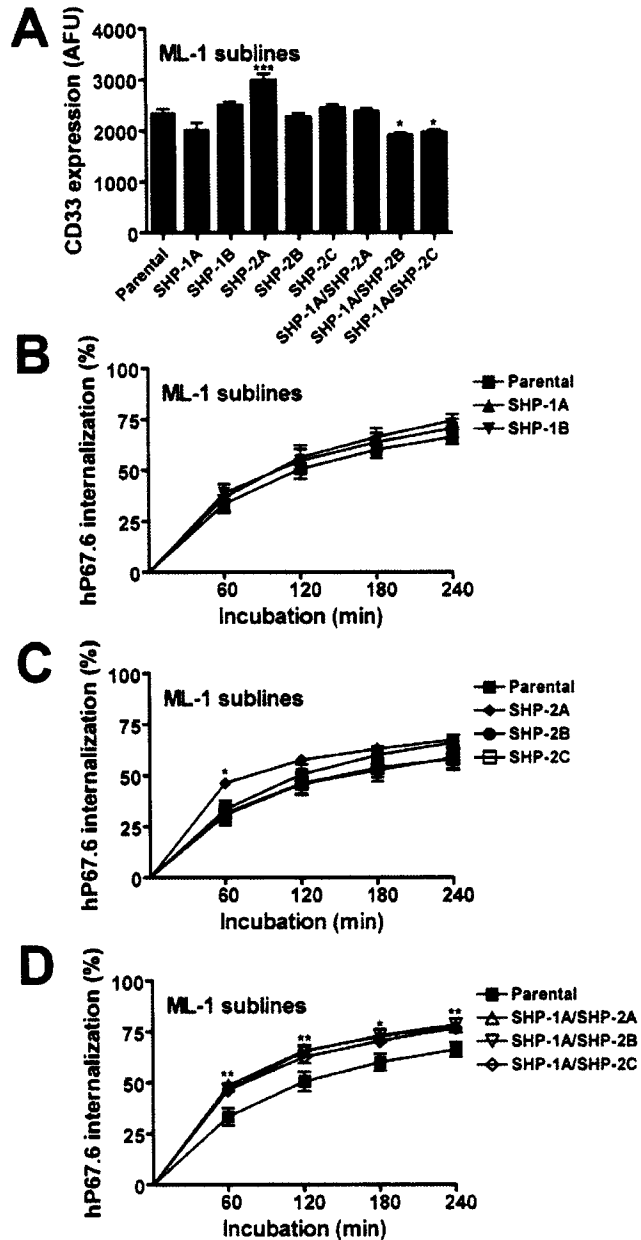 A
CD33 expression (AFU)
4000
3000
2000
1000
0
ML-1 sublines
***
*
*
Parental
SHP-1A
SHP-1B
SHP-2A
SHP-2B
SHP-2C
SHP-1A/SHP-2A
SHP-1A/SHP-2B
SHP-1A/SHP-2C
B
hP67.6 internalization (%)
100
75
50
25
0
ML-1 sublines
Parental
SHP-1A
SHP-1B
60
120
180
240
Incubation (min)
C
hP67.6 internalization (%)
100
75
50
25
0
ML-1 sublines
*
Parental
SHP-2A
SHP-2B
SHP-2C
60
120
180
240
Incubation (min)
D
hP67.6 internalization (%)
100
75
50
25
0
ML-1 sublines
**
**
*
**
Parental
SHP-1A/SHP-2A
SHP-1A/SHP-2B
SHP-1A/SHP-2C
60
120
180
240
Incubation (min)